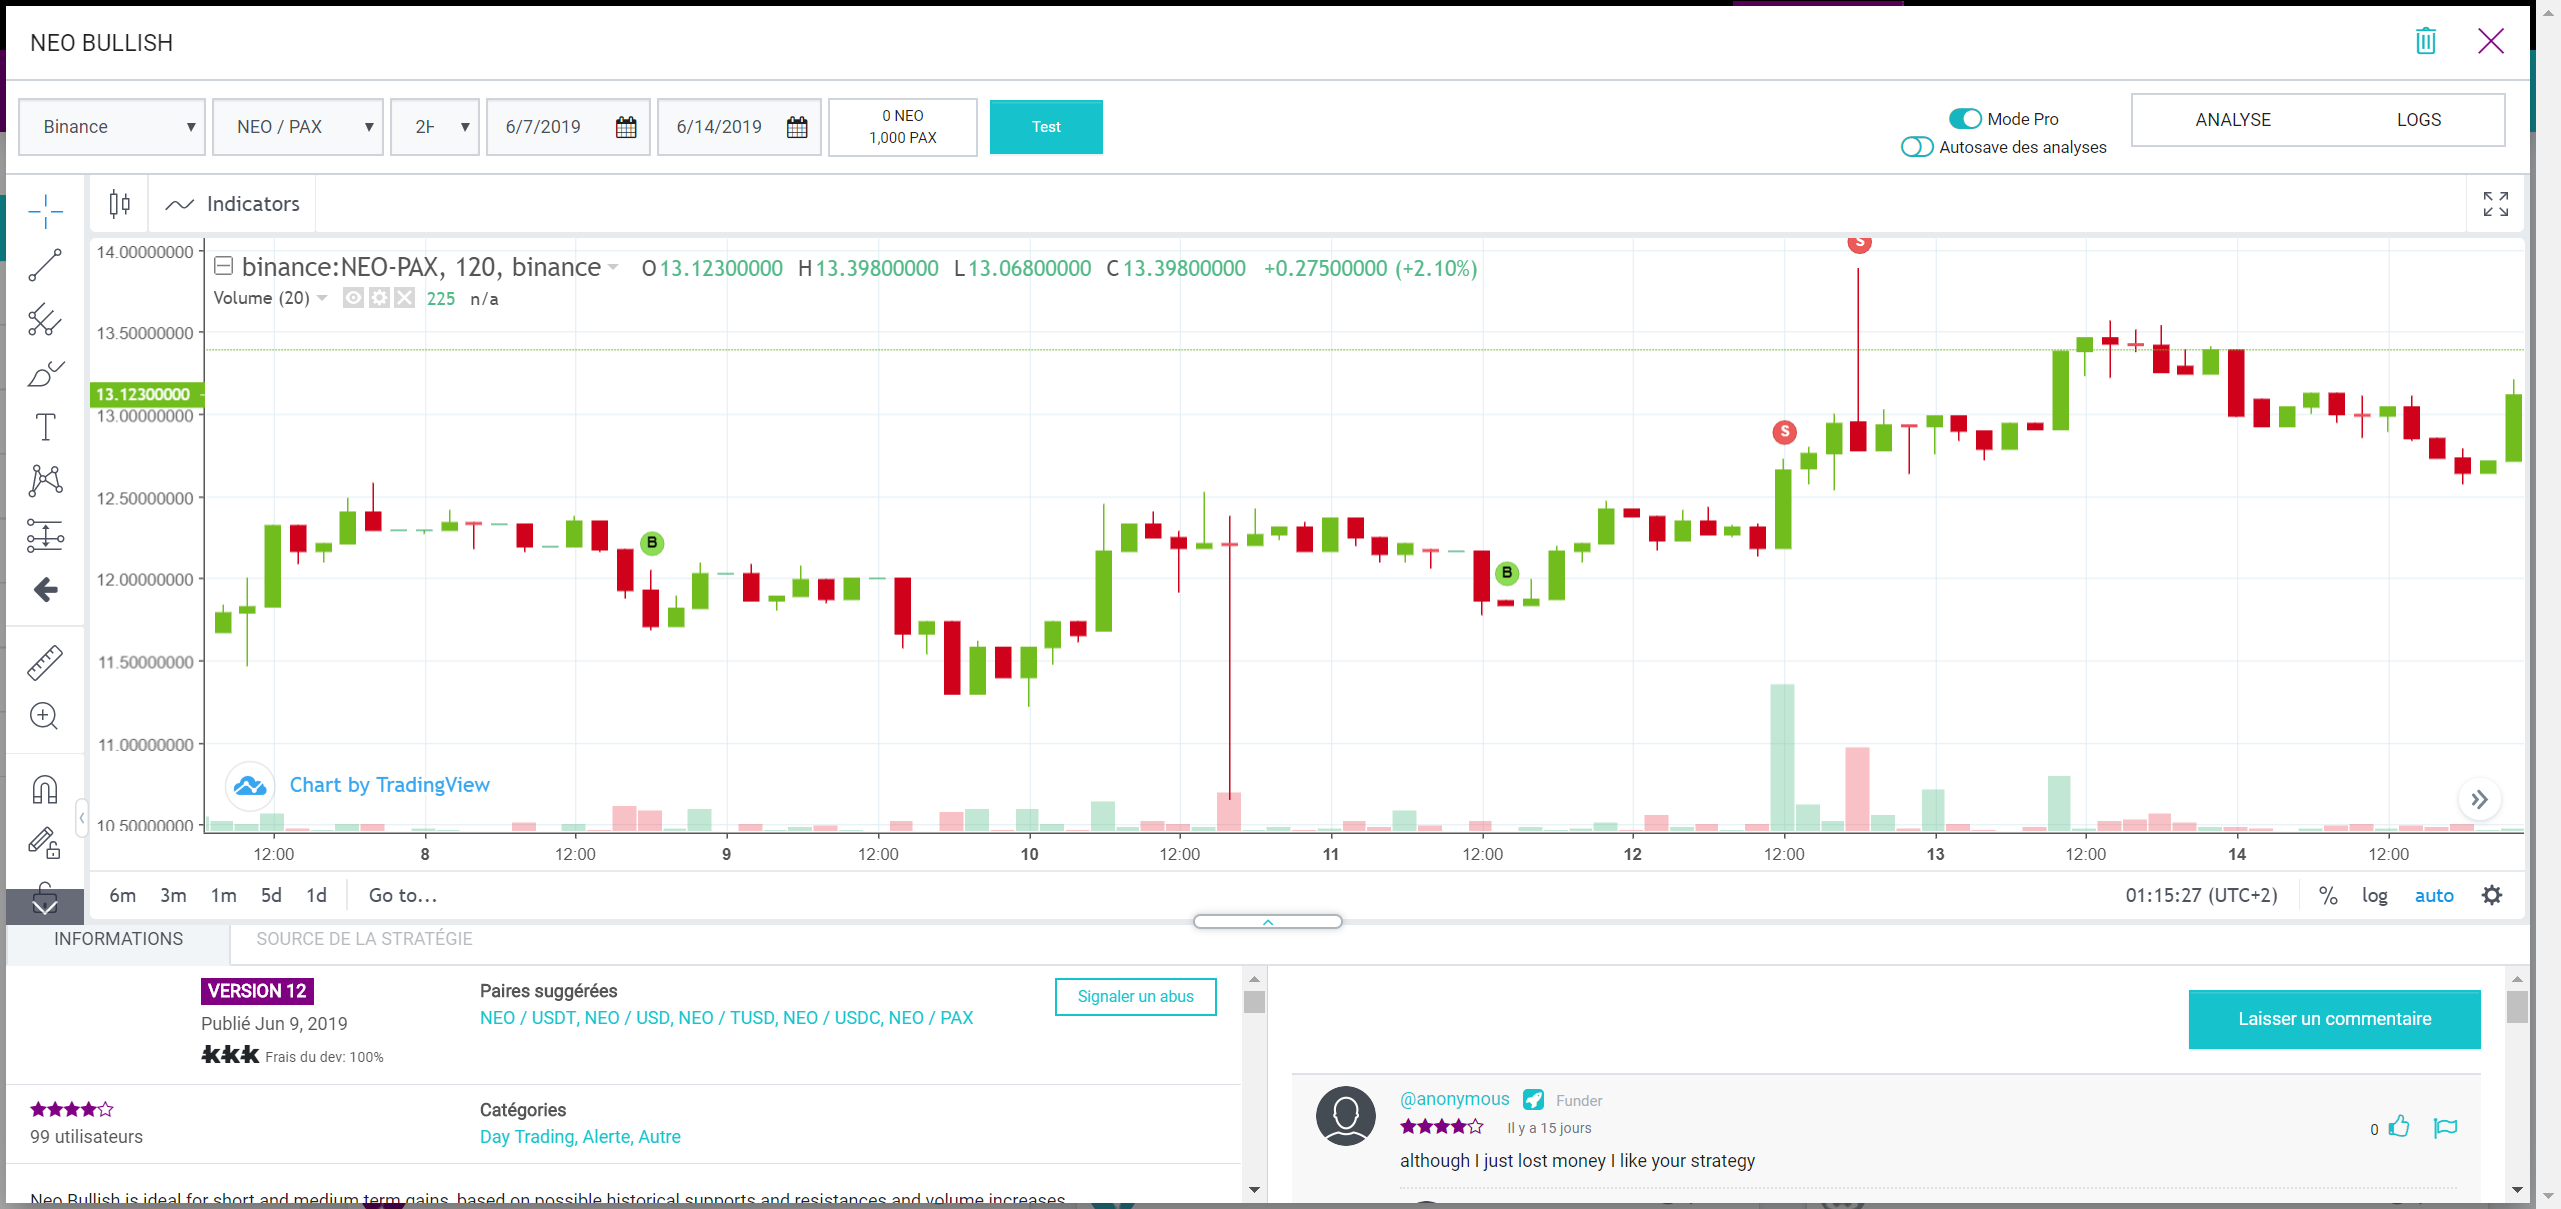 NEO BULLISH
Binance
NEO / PAX
2H
6/7/2019
6/14/2019
0 NEO
1,000 PAX
Test
Mode Pro
Autosave des analyses
ANALYSE
LOGS
Indicators
binance:NEO-PAX, 120, binance O13.12300000 H13.39800000 L13.06800000 C13.39800000 +0.27500000 (+2.10%)
Volume (20) 225 n/a
14.00000000
13.50000000
13.12300000
13.00000000
12.50000000
12.00000000
11.50000000
11.00000000
10.50000000
S
S
B
B
Chart by TradingView
12:00 8 12:00 9 12:00 10 12:00 11 12:00 12 12:00 13 12:00 14 12:00
6m 3m 1m 5d 1d Go to...
01:15:27 (UTC+2) % log auto
INFORMATIONS
SOURCE DE LA STRATÉGIE
VERSION 12
Publié Jun 9, 2019
Frais du dev: 100%
Paires suggérées
NEO / USDT, NEO / USD, NEO / TUSD, NEO / USDC, NEO / PAX
Signaler un abus
99 utilisateurs
Catégories
Day Trading, Alerte, Autre
Neo Bullish is ideal for short and medium term gains, based on possible historical supports and resistances and volume increases
Laisser un commentaire
@anonymous Funder
Il y a 15 jours
0
although I just lost money I like your strategy